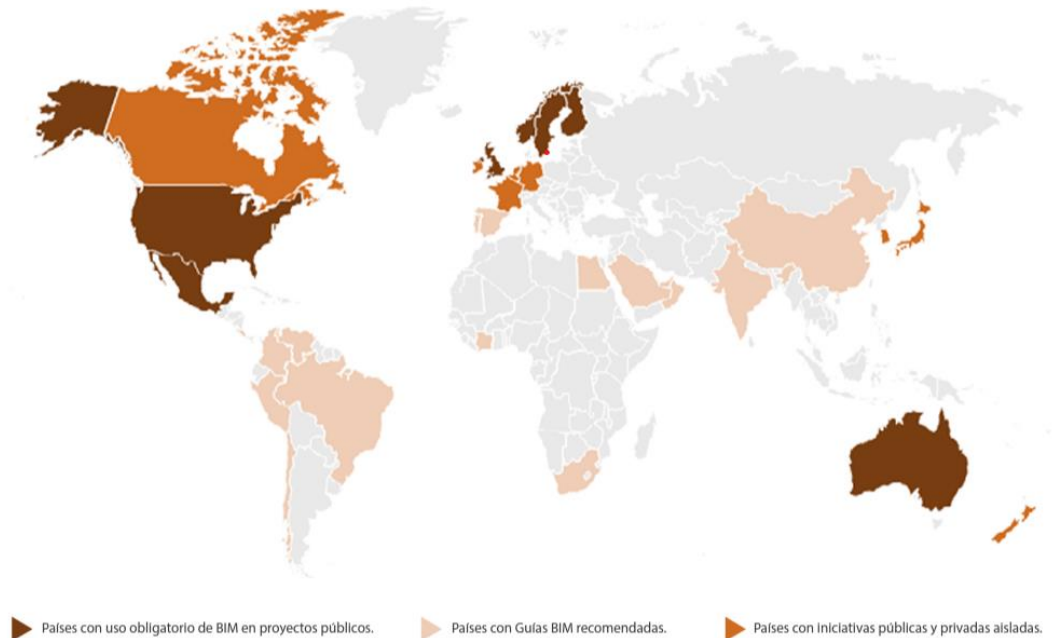 Países con uso obligatorio de BIM en proyectos públicos.
Países con Guías BIM recomendadas.
Países con iniciativas públicas y privadas aisladas.